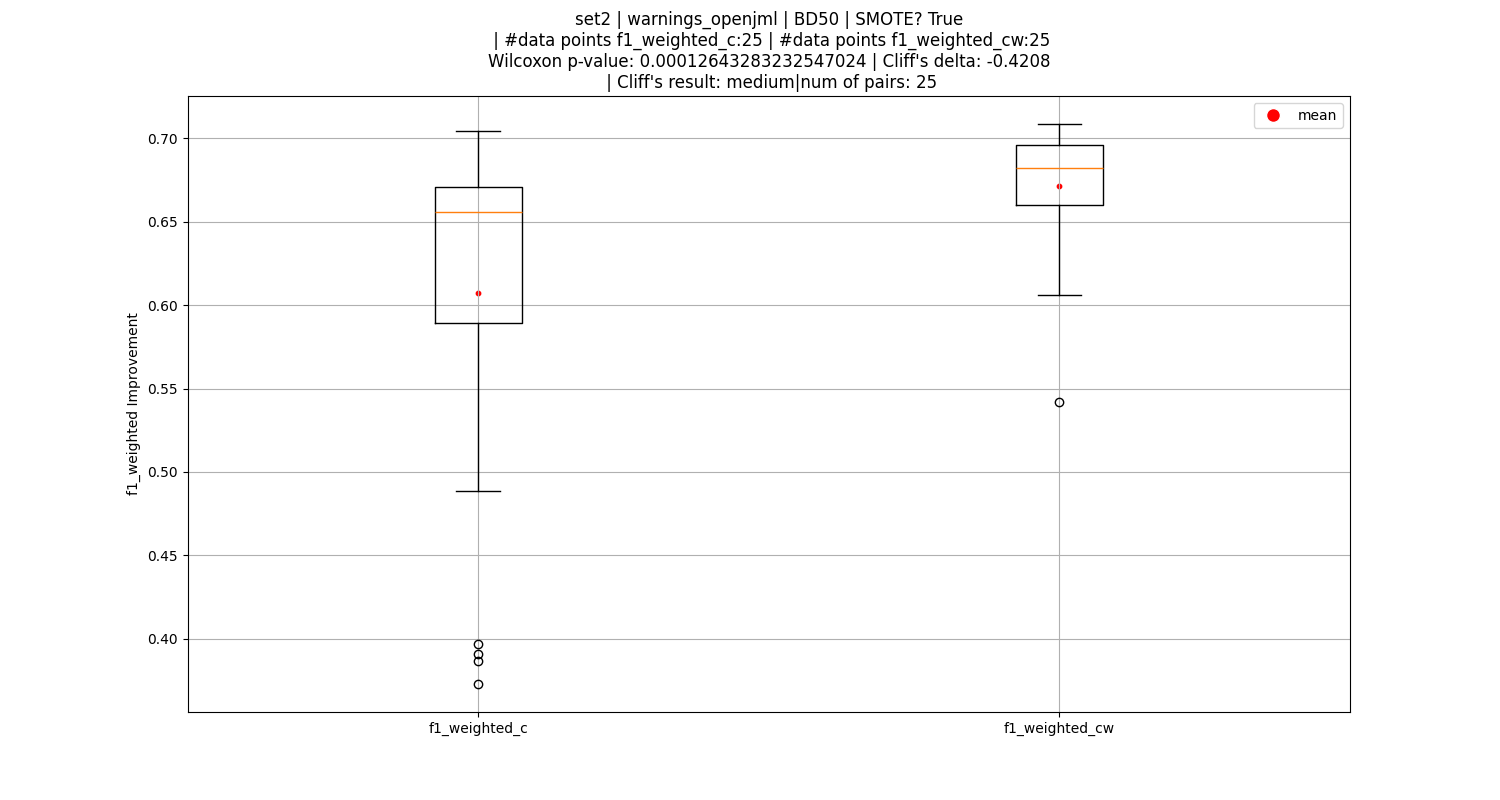 set2 | warnings_openjml | BD50 | SMOTE? True
| #data points f1_weighted_c:25 | #data points f1_weighted_cw:25
Wilcoxon p-value: 0.00012643283232547024 | Cliff's delta: -0.4208
| Cliff's result: medium|num of pairs: 25
mean
0.70
0.65
0.60
0.55
0.50
0.45
0.40
f1_weighted Improvement
f1_weighted_c
f1_weighted_cw